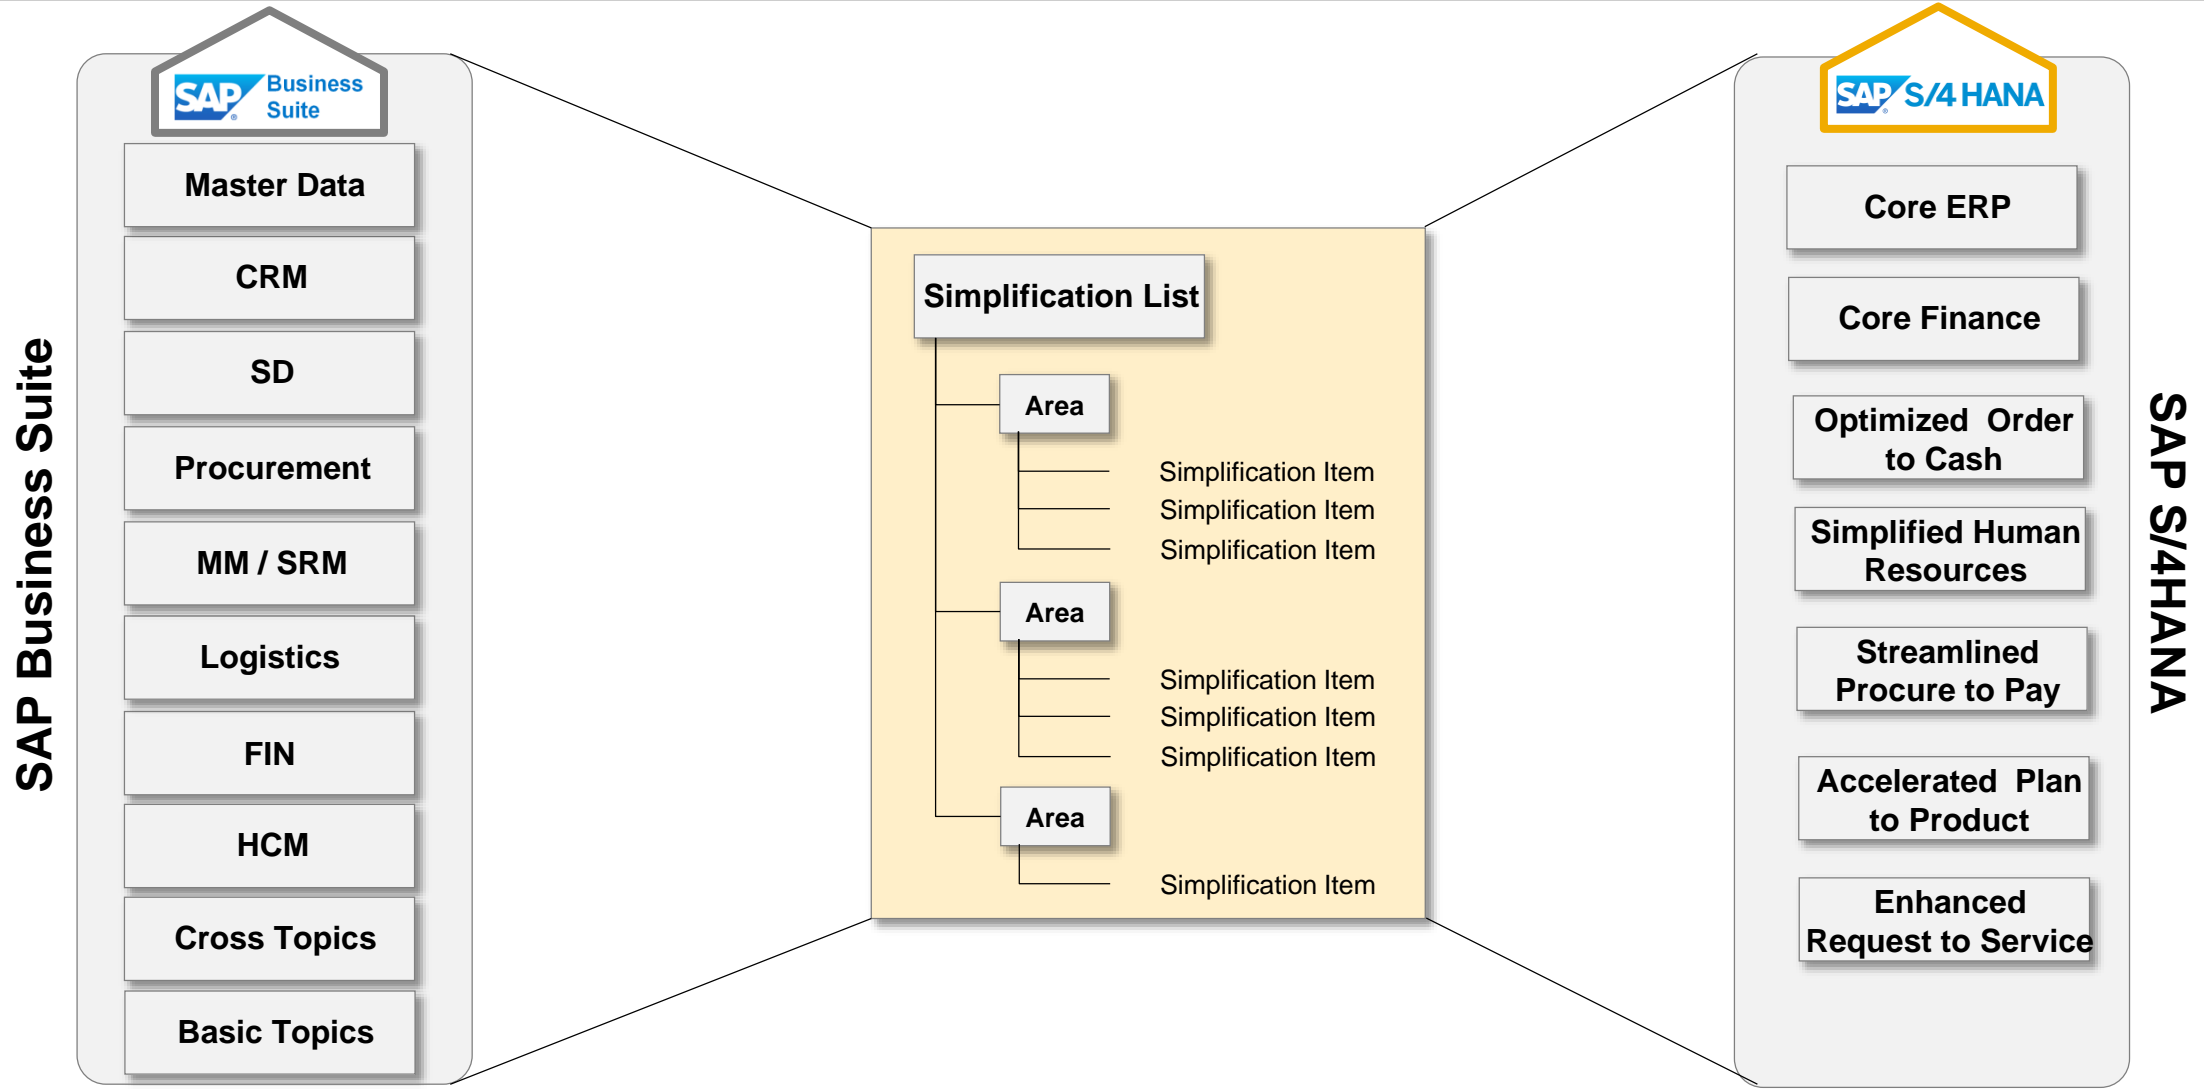 SAP Business Suite
SAP
®
Business
Suite
Master Data
CRM
SD
Procurement
MM / SRM
Logistics
FIN
HCM
Cross Topics
Basic Topics
Simplification List
Area
Simplification Item
Simplification Item
Simplification Item
Area
Simplification Item
Simplification Item
Simplification Item
Area
Simplification Item
SAP
®
S/4 HANA
Core ERP
Core Finance
Optimized Order
to Cash
Simplified Human
Resources
Streamlined
Procure to Pay
Accelerated Plan
to Product
Enhanced
Request to Service
SAP S/4HANA